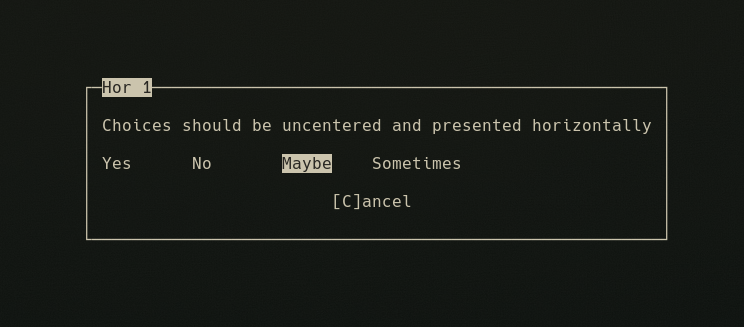 Hor 1
Choices should be uncentered and presented horizontally
Yes No Maybe Sometimes
[C]ancel